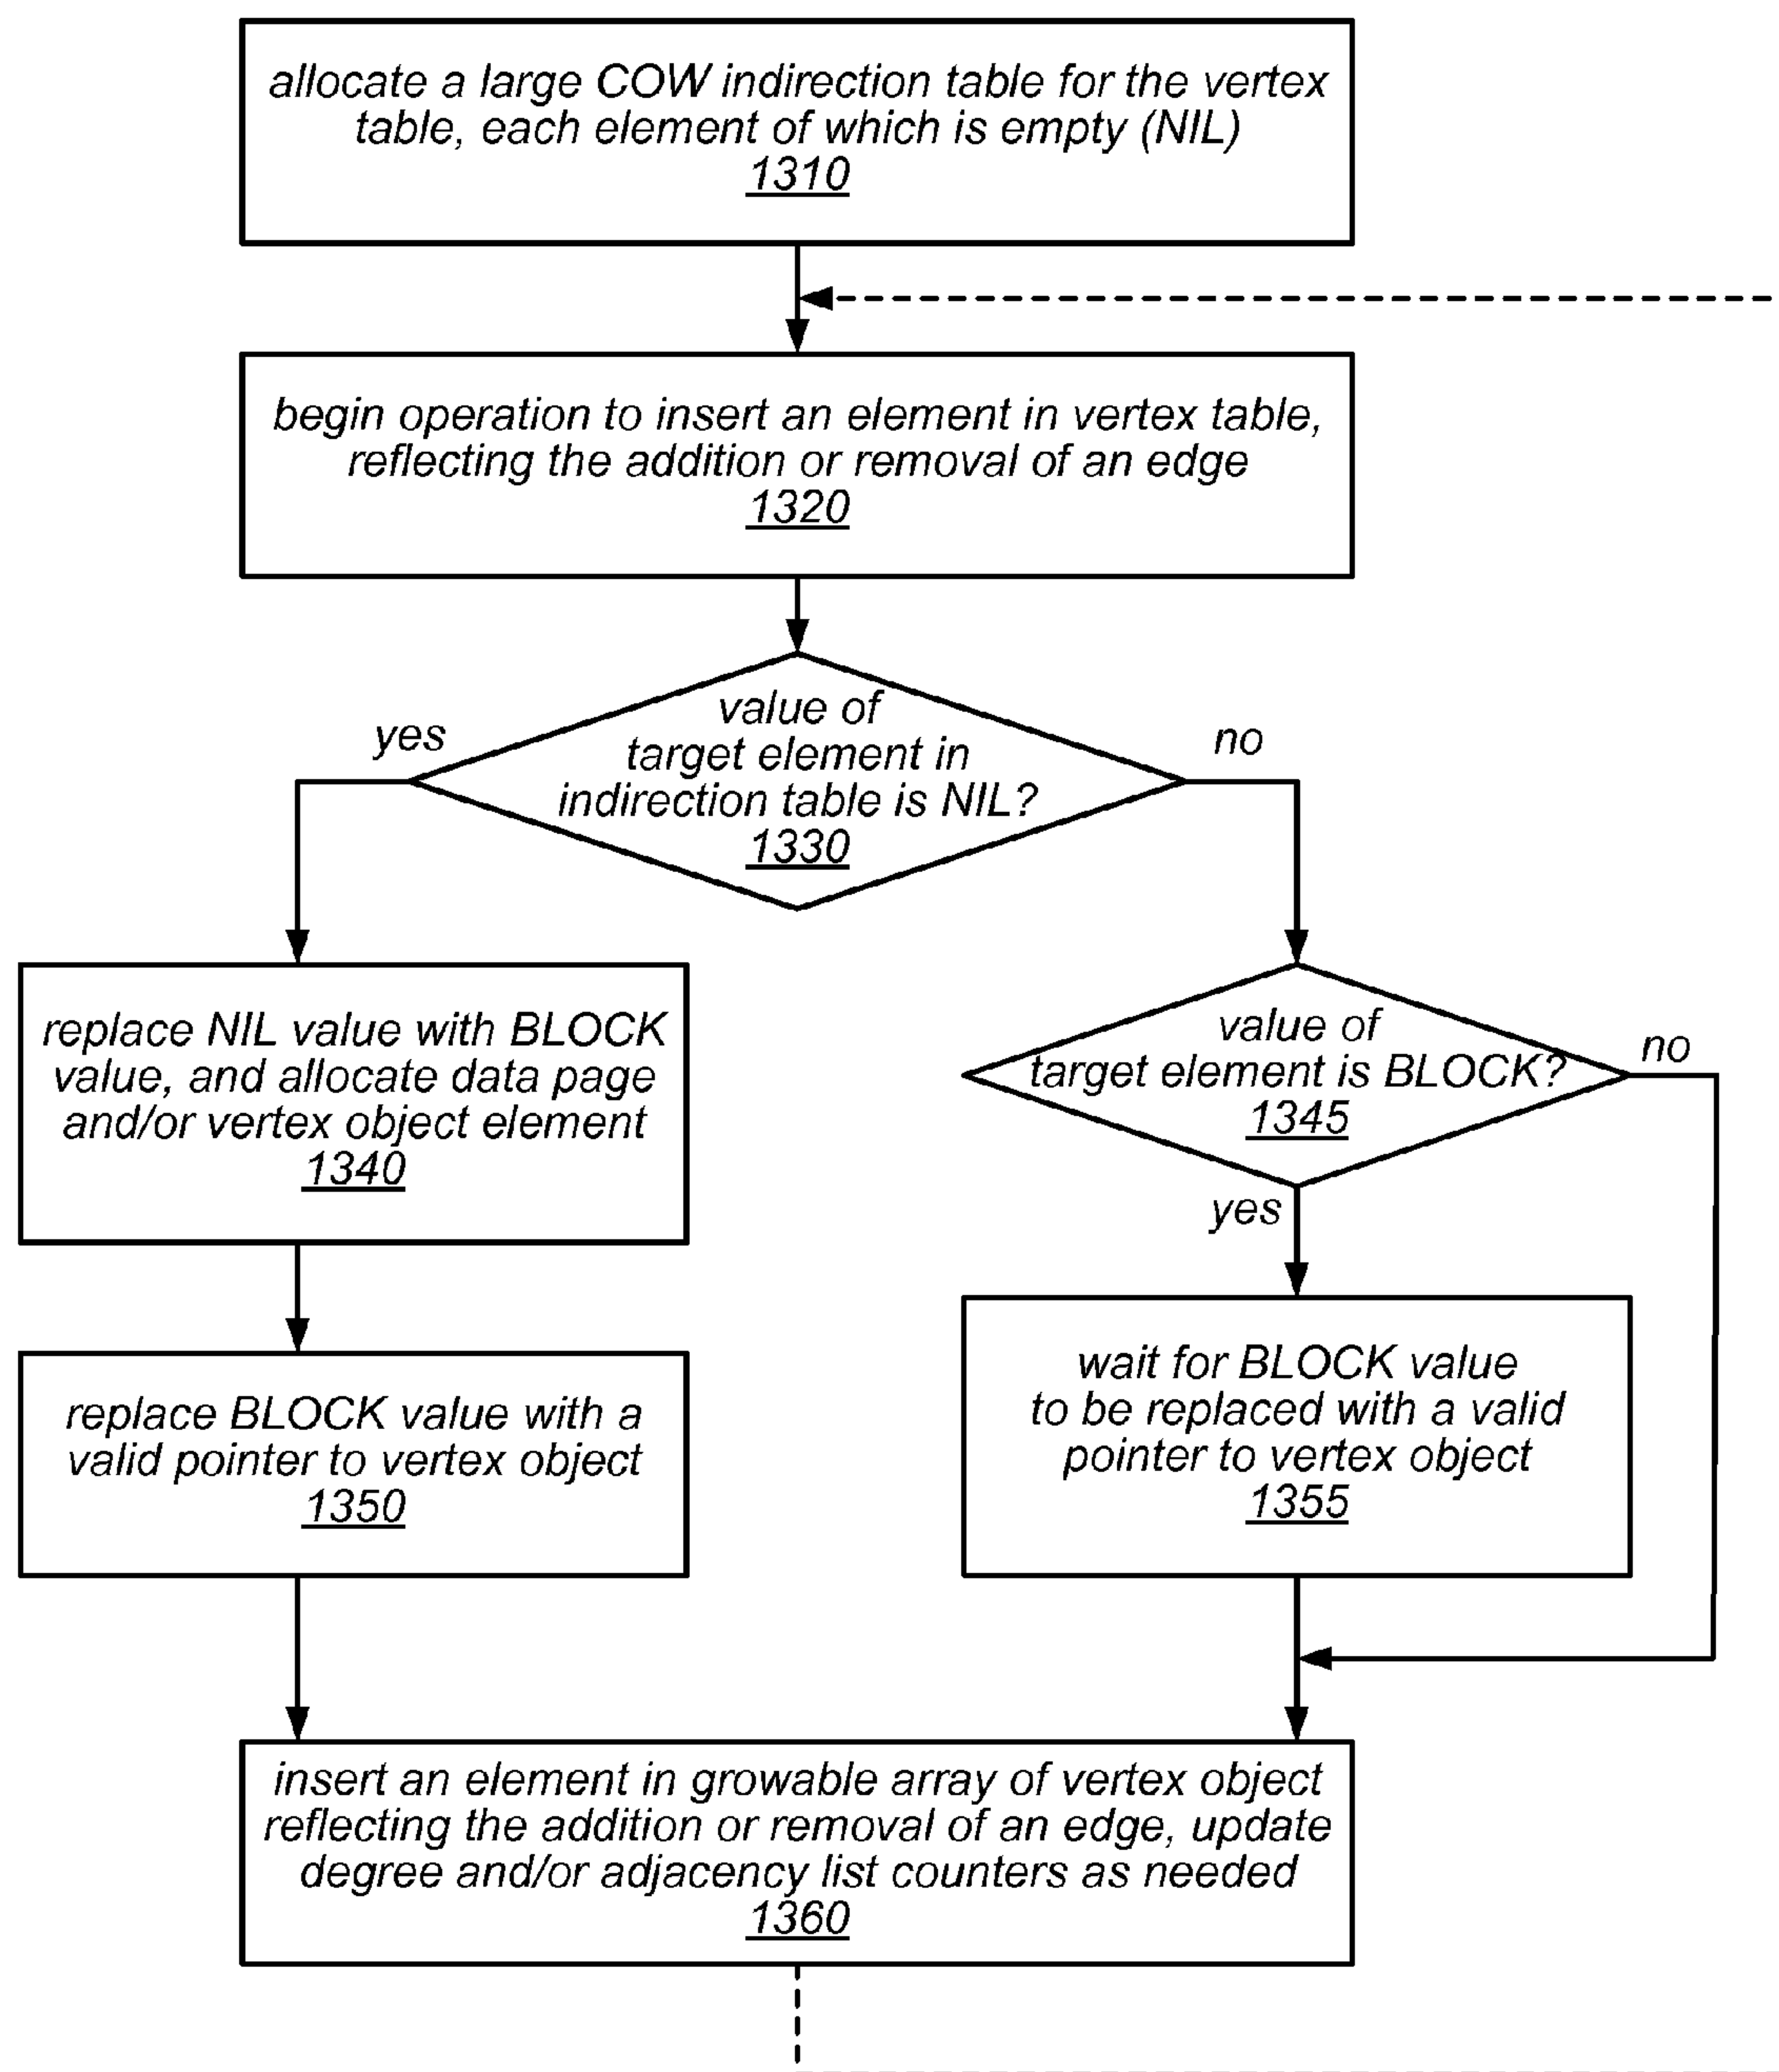 allocate a large COW indirection table for the vertex
table, each element of which is empty (NIL)
1310
begin operation to insert an element in vertex table,
reflecting the addition or removal of an edge
1320
value of
target element in
indirection table is NIL?
1330
yes
no
replace NIL value with BLOCK
value, and allocate data page
and/or vertex object element
1340
value of
target element is BLOCK?
1345
no
yes
replace BLOCK value with a
valid pointer to vertex object
1350
wait for BLOCK value
to be replaced with a valid
pointer to vertex object
1355
insert an element in growable array of vertex object
reflecting the addition or removal of an edge, update
degree and/or adjacency list counters as needed
1360